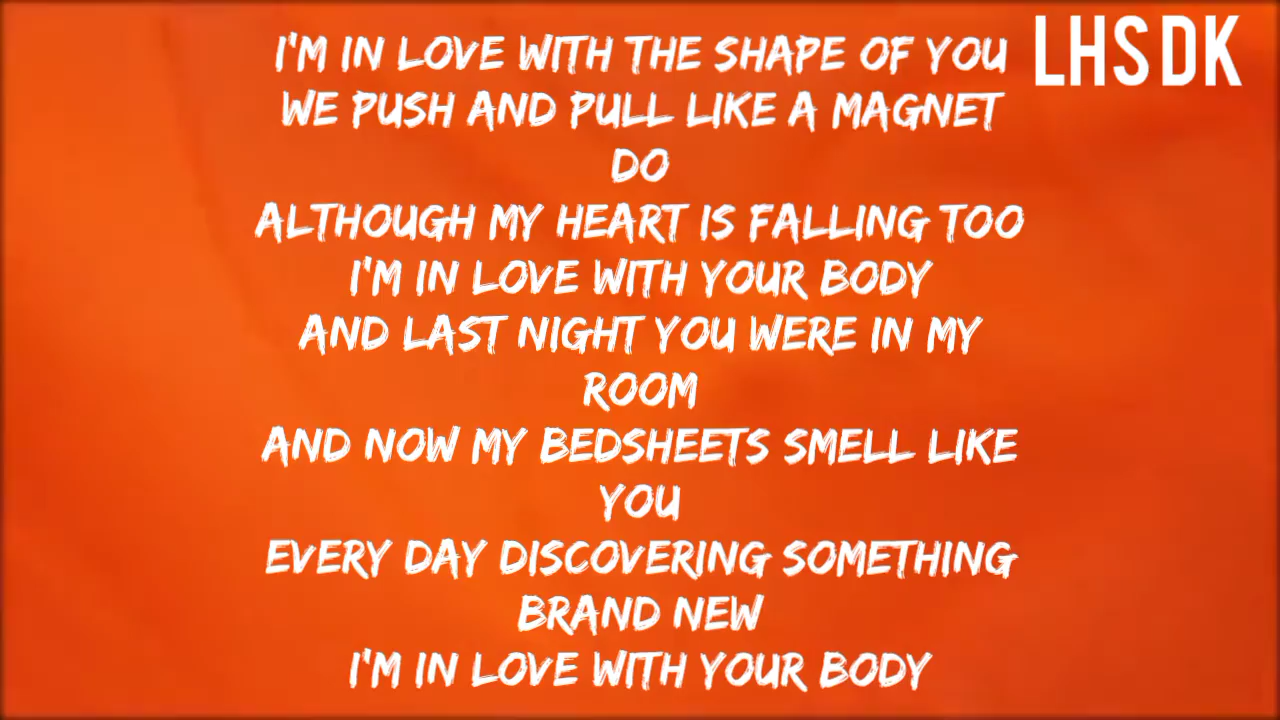 I'M IN LOVE WITH THE SHAPE OF YOU
LHSDK
WE PUSH AND PULL LIKE A MAGNET
DO
ALTHOUGH MY HEART IS FALLING TOO
I'M IN LOVE WITH YOUR BODY
AND LAST NIGHT YOU WERE IN MY
ROOM
AND NOW MY BEDSHEETS SMELL LIKE
YOU
EVERY DAY DISCOVERING SOMETHING
BRAND NEW
I'M IN LOVE WITH YOUR BODY